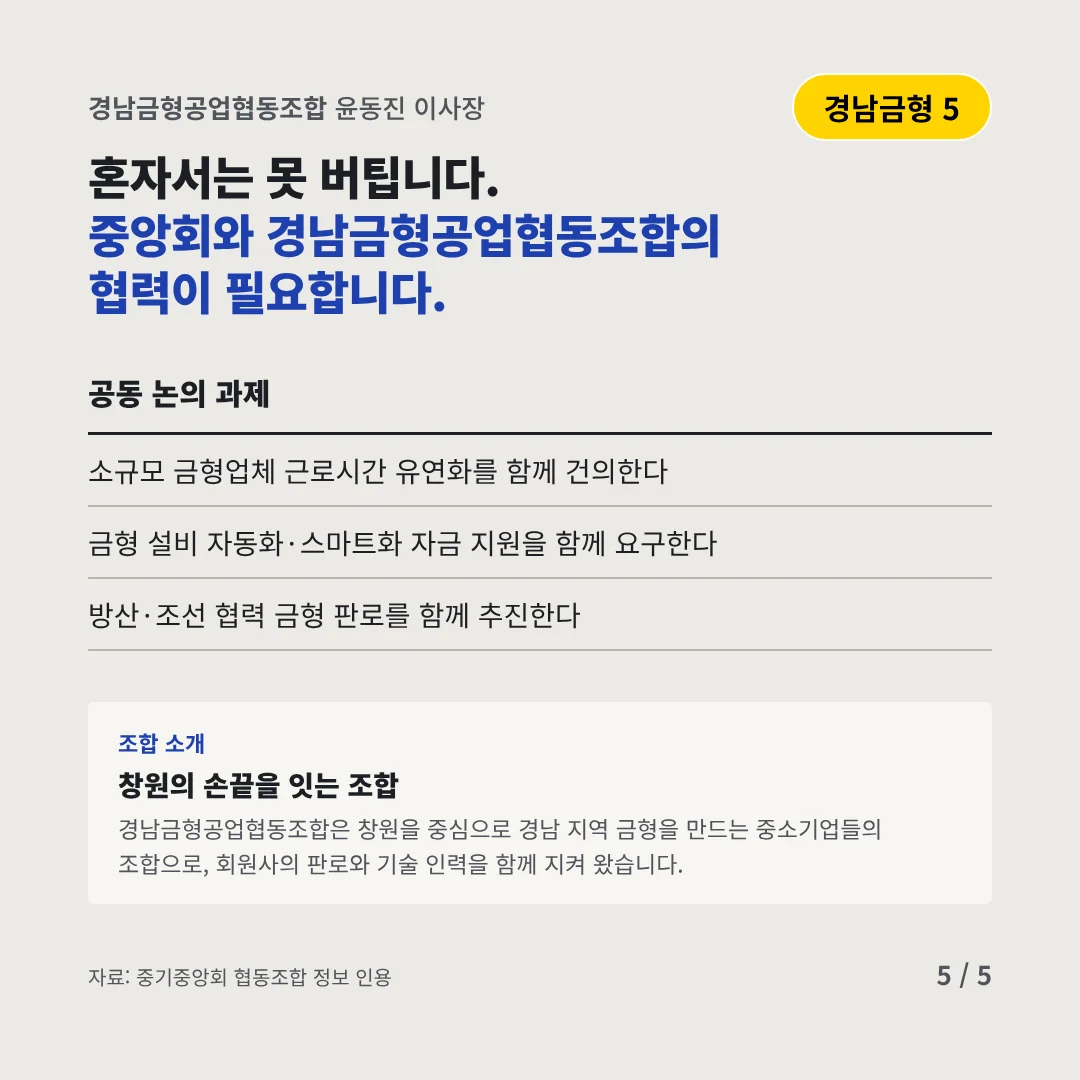 경남금형공업협동조합 윤동진 이사장
경남금형 5
혼자서는 못 버팁니다.
중앙회와 경남금형공업협동조합의
협력이 필요합니다.
공동 논의 과제
소규모 금형업체 근로시간 유연화를 함께 건의한다
금형 설비 자동화·스마트화 자금 지원을 함께 요구한다
방산·조선 협력 금형 판로를 함께 추진한다
조합 소개
창원의 손끝을 잇는 조합
경남금형공업협동조합은 창원을 중심으로 경남 지역 금형을 만드는 중소기업들의
조합으로, 회원사의 판로와 기술 인력을 함께 지켜 왔습니다.
자료: 중기중앙회 협동조합 정보 인용
5 / 5